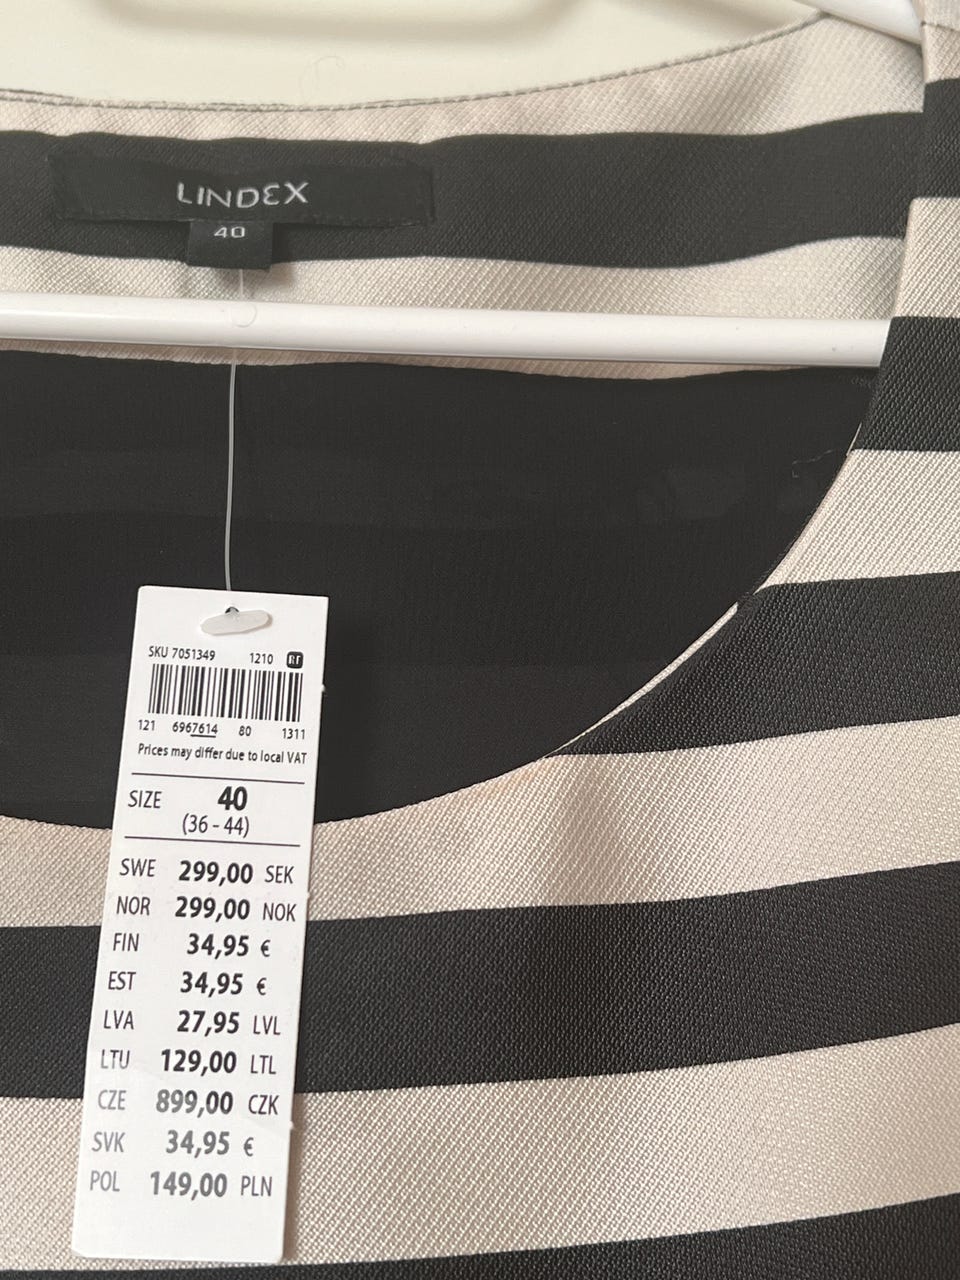 LINDEX
40
SKU 7051349 1210 RT
121 6967614 80 1311
Prices may differ due to local VAT
SIZE 40
(36 - 44)
SWE 299,00 SEK
NOR 299,00 NOK
FIN 34,95 €
EST 34,95 €
LVA 27,95 LVL
LTU 129,00 LTL
CZE 899,00 CZK
SVK 34,95 €
POL 149,00 PLN